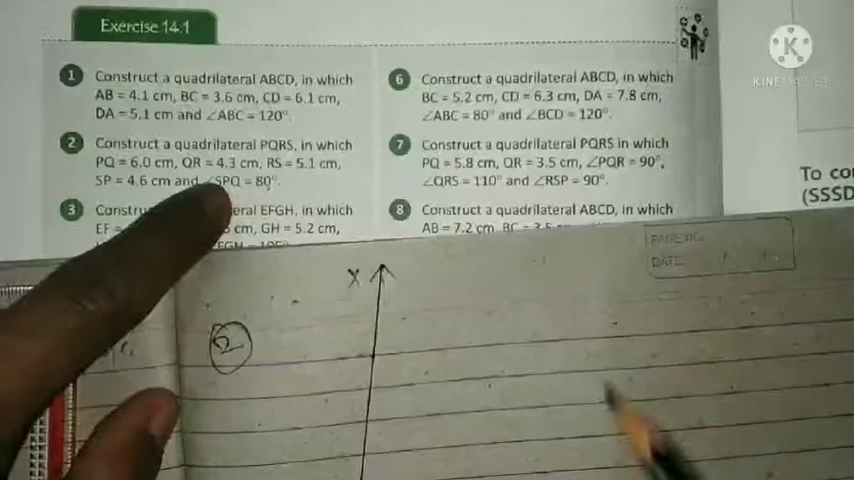 Exercise 14.1
1 Construct a quadrilateral ABCD, in which
AB = 4.1 cm, BC = 3.6 cm, CD = 6.1 cm,
DA = 5.1 cm and ∠ABC = 120°.
2 Construct a quadrilateral PQRS, in which
PQ = 6.0 cm, QR = 4.3 cm, RS = 5.1 cm,
SP = 4.6 cm and ∠SPQ = 80°.
3 EFGH, in which
EF = cm, GH = 5.2 cm,
6 Construct a quadrilateral ABCD, in which
BC = 5.2 cm, CD = 6.3 cm, DA = 7.8 cm,
∠ABC = 80° and ∠BCD = 120°.
7 Construct a quadrilateral PQRS in which
PQ = 5.8 cm, QR = 3.5 cm, ∠PQR = 90°,
∠QRS = 110° and ∠RSP = 90°.
8 Construct a quadrilateral ABCD, in which
AB = 7.2 cm, BC
K
KINEMASTER
(SSSD
DATE
X
2